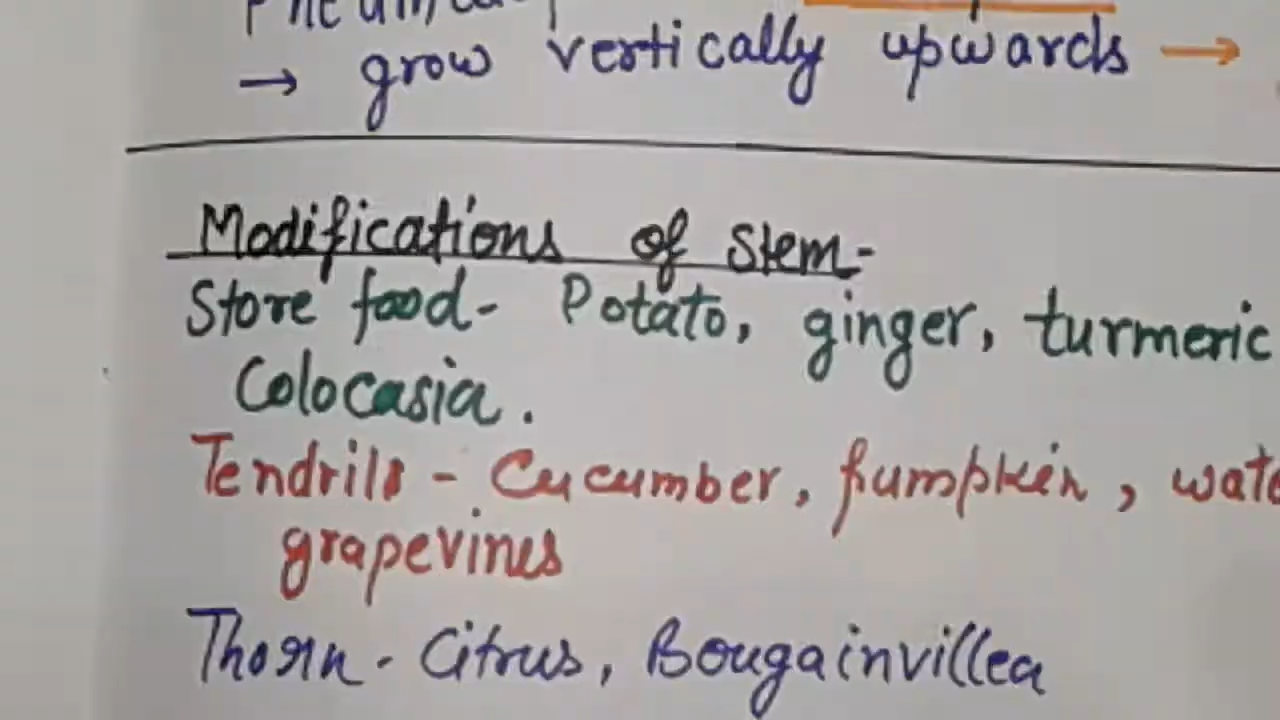 → grow vertically upwards →
Modifications of Stem-
Store food- Potato, ginger, turmeric
Colocasia.
Tendrils - Cucumber, pumpkin,
grapevines
Thorn - Citrus, Bougainvillea